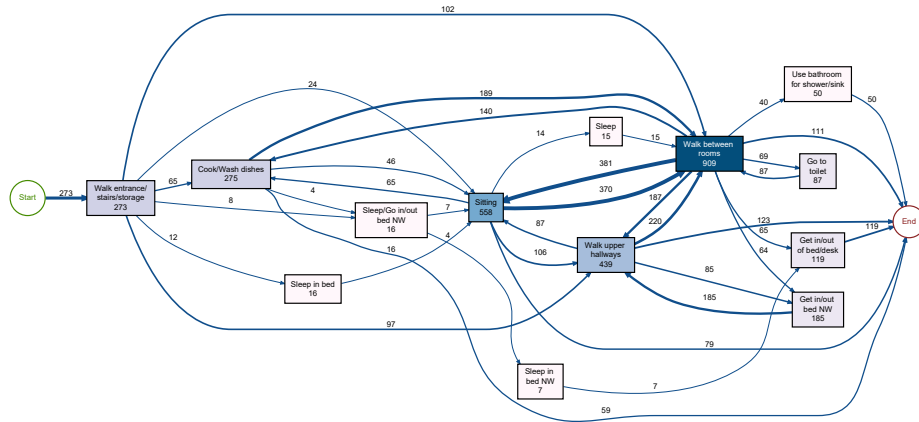 102
24
Use bathroom
for shower/sink
50
189
40
50
140
14
Sleep
15
15
Walk between
rooms
909
111
381
69
Go to
toilet
87
87
Cook/Wash dishes
275
46
65
370
Start
273
Walk entrance/
stairs/storage
273
65
8
4
Sleep/Go in/out
bed NW
16
7
Sitting
558
187
220
123
End
87
65
119
Get in/out
of bed/desk
119
12
4
16
106
Walk upper
hallways
439
64
85
Sleep in bed
16
185
Get in/out
bed NW
185
97
79
Sleep in
bed NW
7
7
59